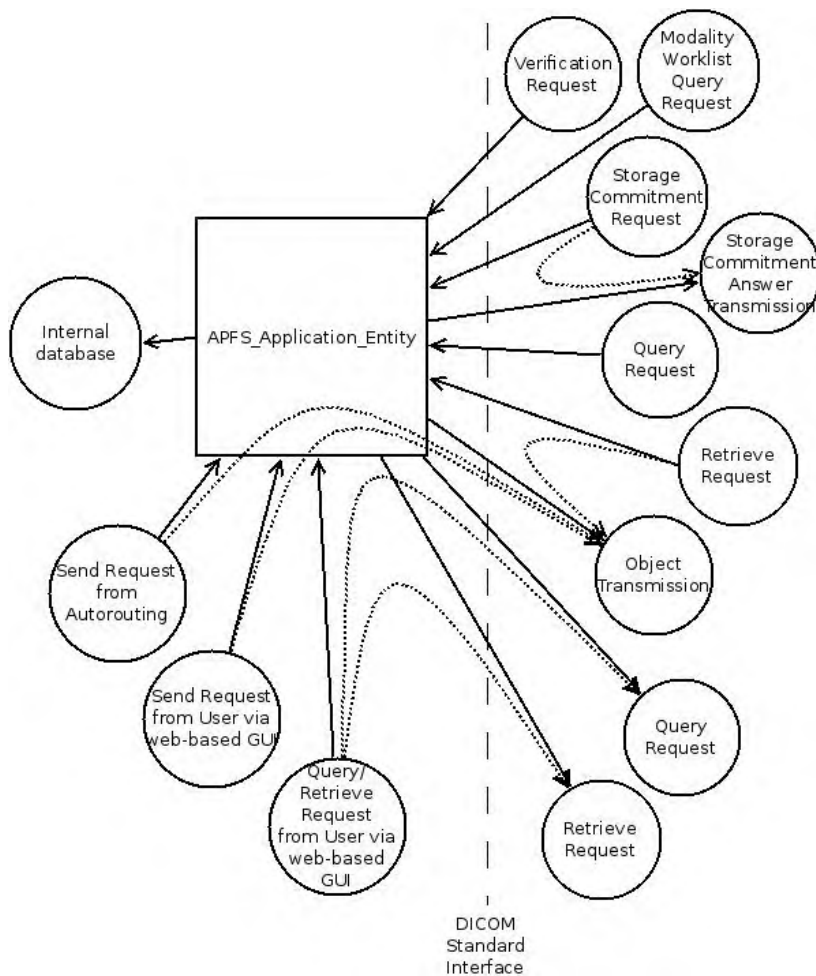 Verification
Request
Modality
Worklist
Query
Request
Storage
Commitment
Request
Storage
Commitment
Answer
Transmission
Internal
database
APFS_Application_Entity
Query
Request
Retrieve
Request
Send Request
from
Autorouting
Object
Transmission
Send Request
from User via
web-based GUI
Query
Request
Query/
Retrieve
Request
from User via
web-based
GUI
Retrieve
Request
DICOM
Standard
Interface